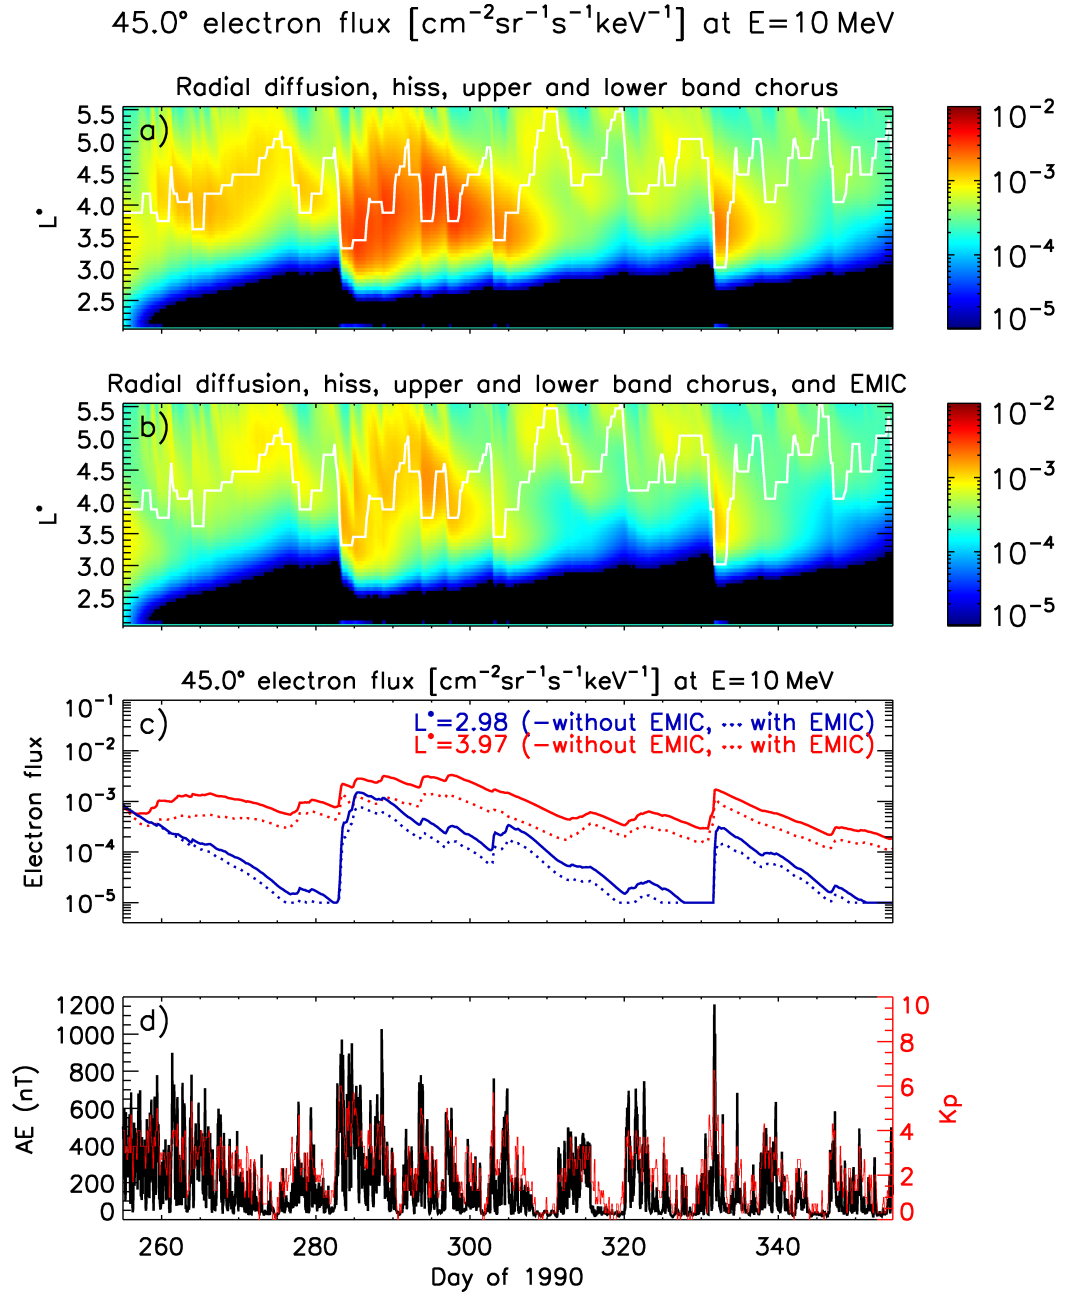 45.0° electron flux [cm⁻²sr⁻¹s⁻¹keV⁻¹] at E=10 MeV
Radial diffusion, hiss, upper and lower band chorus
a)
L*
5.5
5.0
4.5
4.0
3.5
3.0
2.5
10⁻²
10⁻³
10⁻⁴
10⁻⁵
Radial diffusion, hiss, upper and lower band chorus, and EMIC
b)
L*
5.5
5.0
4.5
4.0
3.5
3.0
2.5
10⁻²
10⁻³
10⁻⁴
10⁻⁵
45.0° electron flux [cm⁻²sr⁻¹s⁻¹keV⁻¹] at E=10 MeV
c)
L*=2.98 (−without EMIC, ··· with EMIC)
L*=3.97 (−without EMIC, ··· with EMIC)
Electron flux
10⁻¹
10⁻²
10⁻³
10⁻⁴
10⁻⁵
d)
AE (nT)
1200
1000
800
600
400
200
0
10
8
6
4
2
0
Kp
260 280 300 320 340
Day of 1990